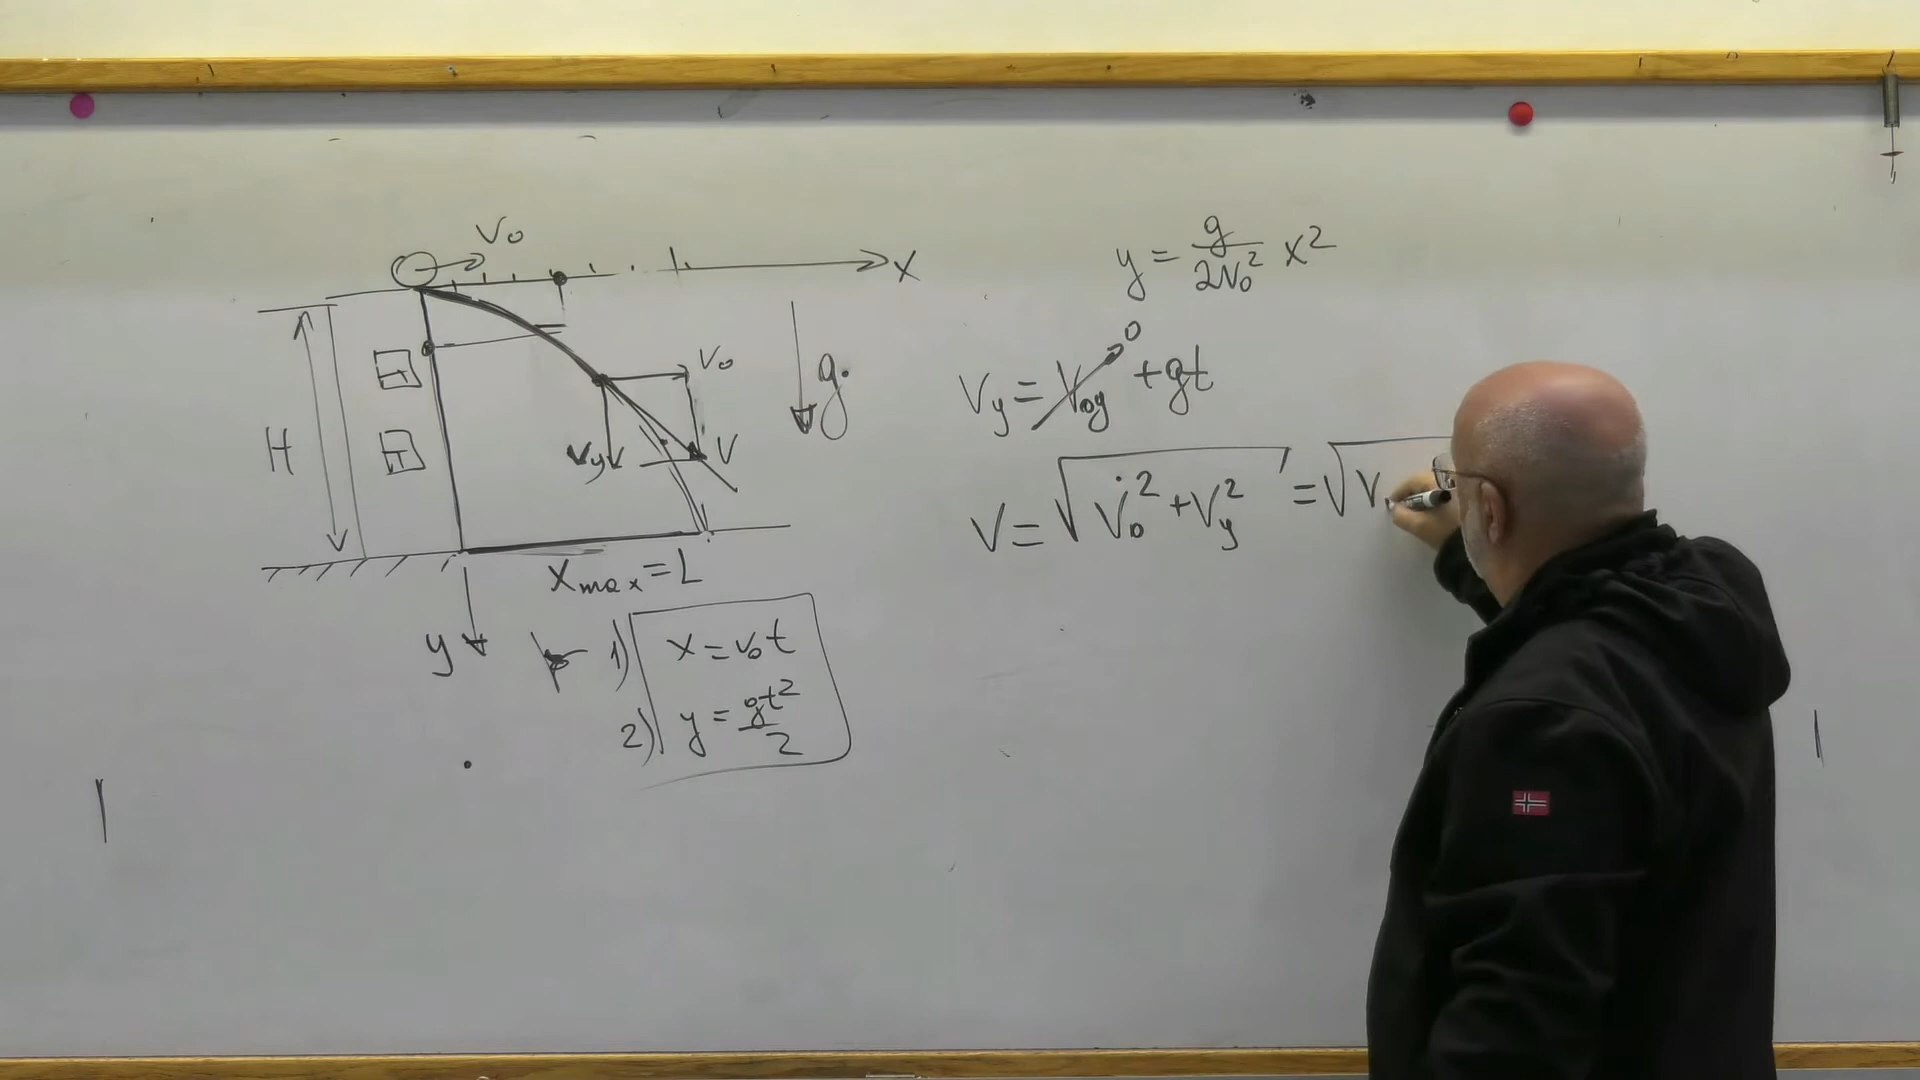 V₀
x
H
V₀
Vy
V
g
Xmax = L
y
1) x = v₀t
2) y = gt²/2
y = g/2V₀² x²
Vy = V₀y → 0 + gt
V = √(V₀² + Vy²) = √V